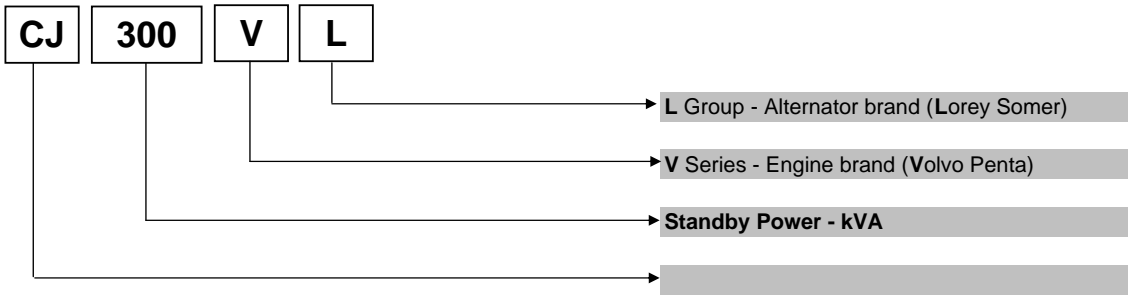 CJ 300 V L
L Group - Alternator brand (Lorey Somer)
V Series - Engine brand (Volvo Penta)
Standby Power - kVA